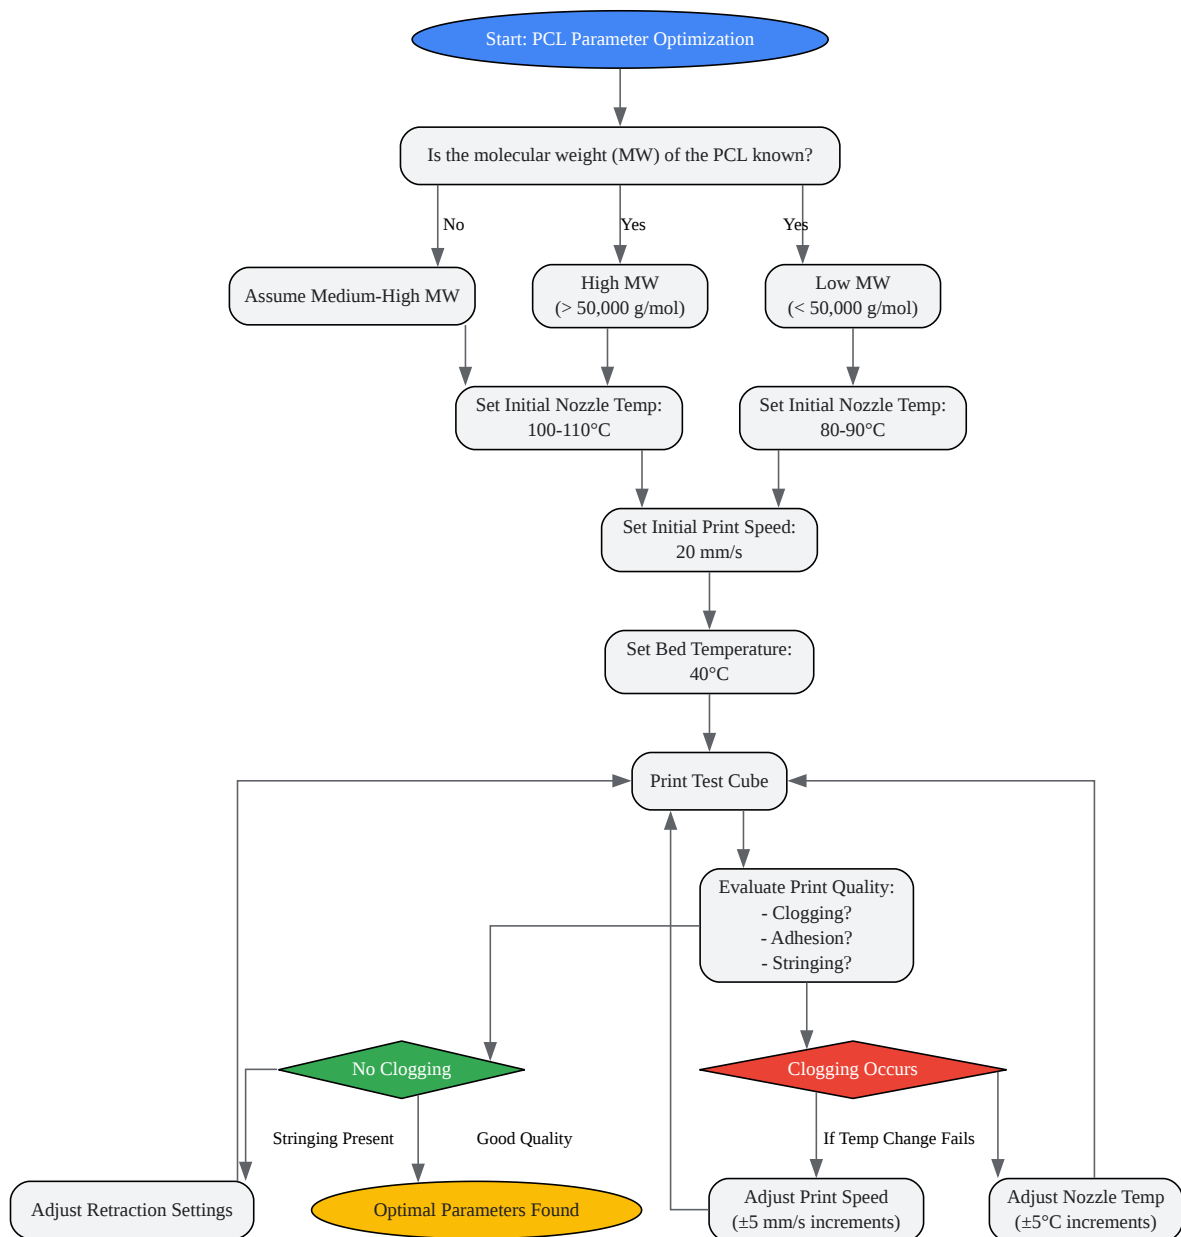 Start: PCL Parameter Optimization
Is the molecular weight (MW) of the PCL known?
No
Yes
Yes
Assume Medium-High MW
High MW
(> 50,000 g/mol)
Low MW
(< 50,000 g/mol)
Set Initial Nozzle Temp:
100-110°C
Set Initial Nozzle Temp:
80-90°C
Set Initial Print Speed:
20 mm/s
Set Bed Temperature:
40°C
Print Test Cube
Evaluate Print Quality:
- Clogging?
- Adhesion?
- Stringing?
No Clogging
Clogging Occurs
Stringing Present
Good Quality
If Temp Change Fails
Adjust Retraction Settings
Optimal Parameters Found
Adjust Print Speed
(±5 mm/s increments)
Adjust Nozzle Temp
(±5°C increments)